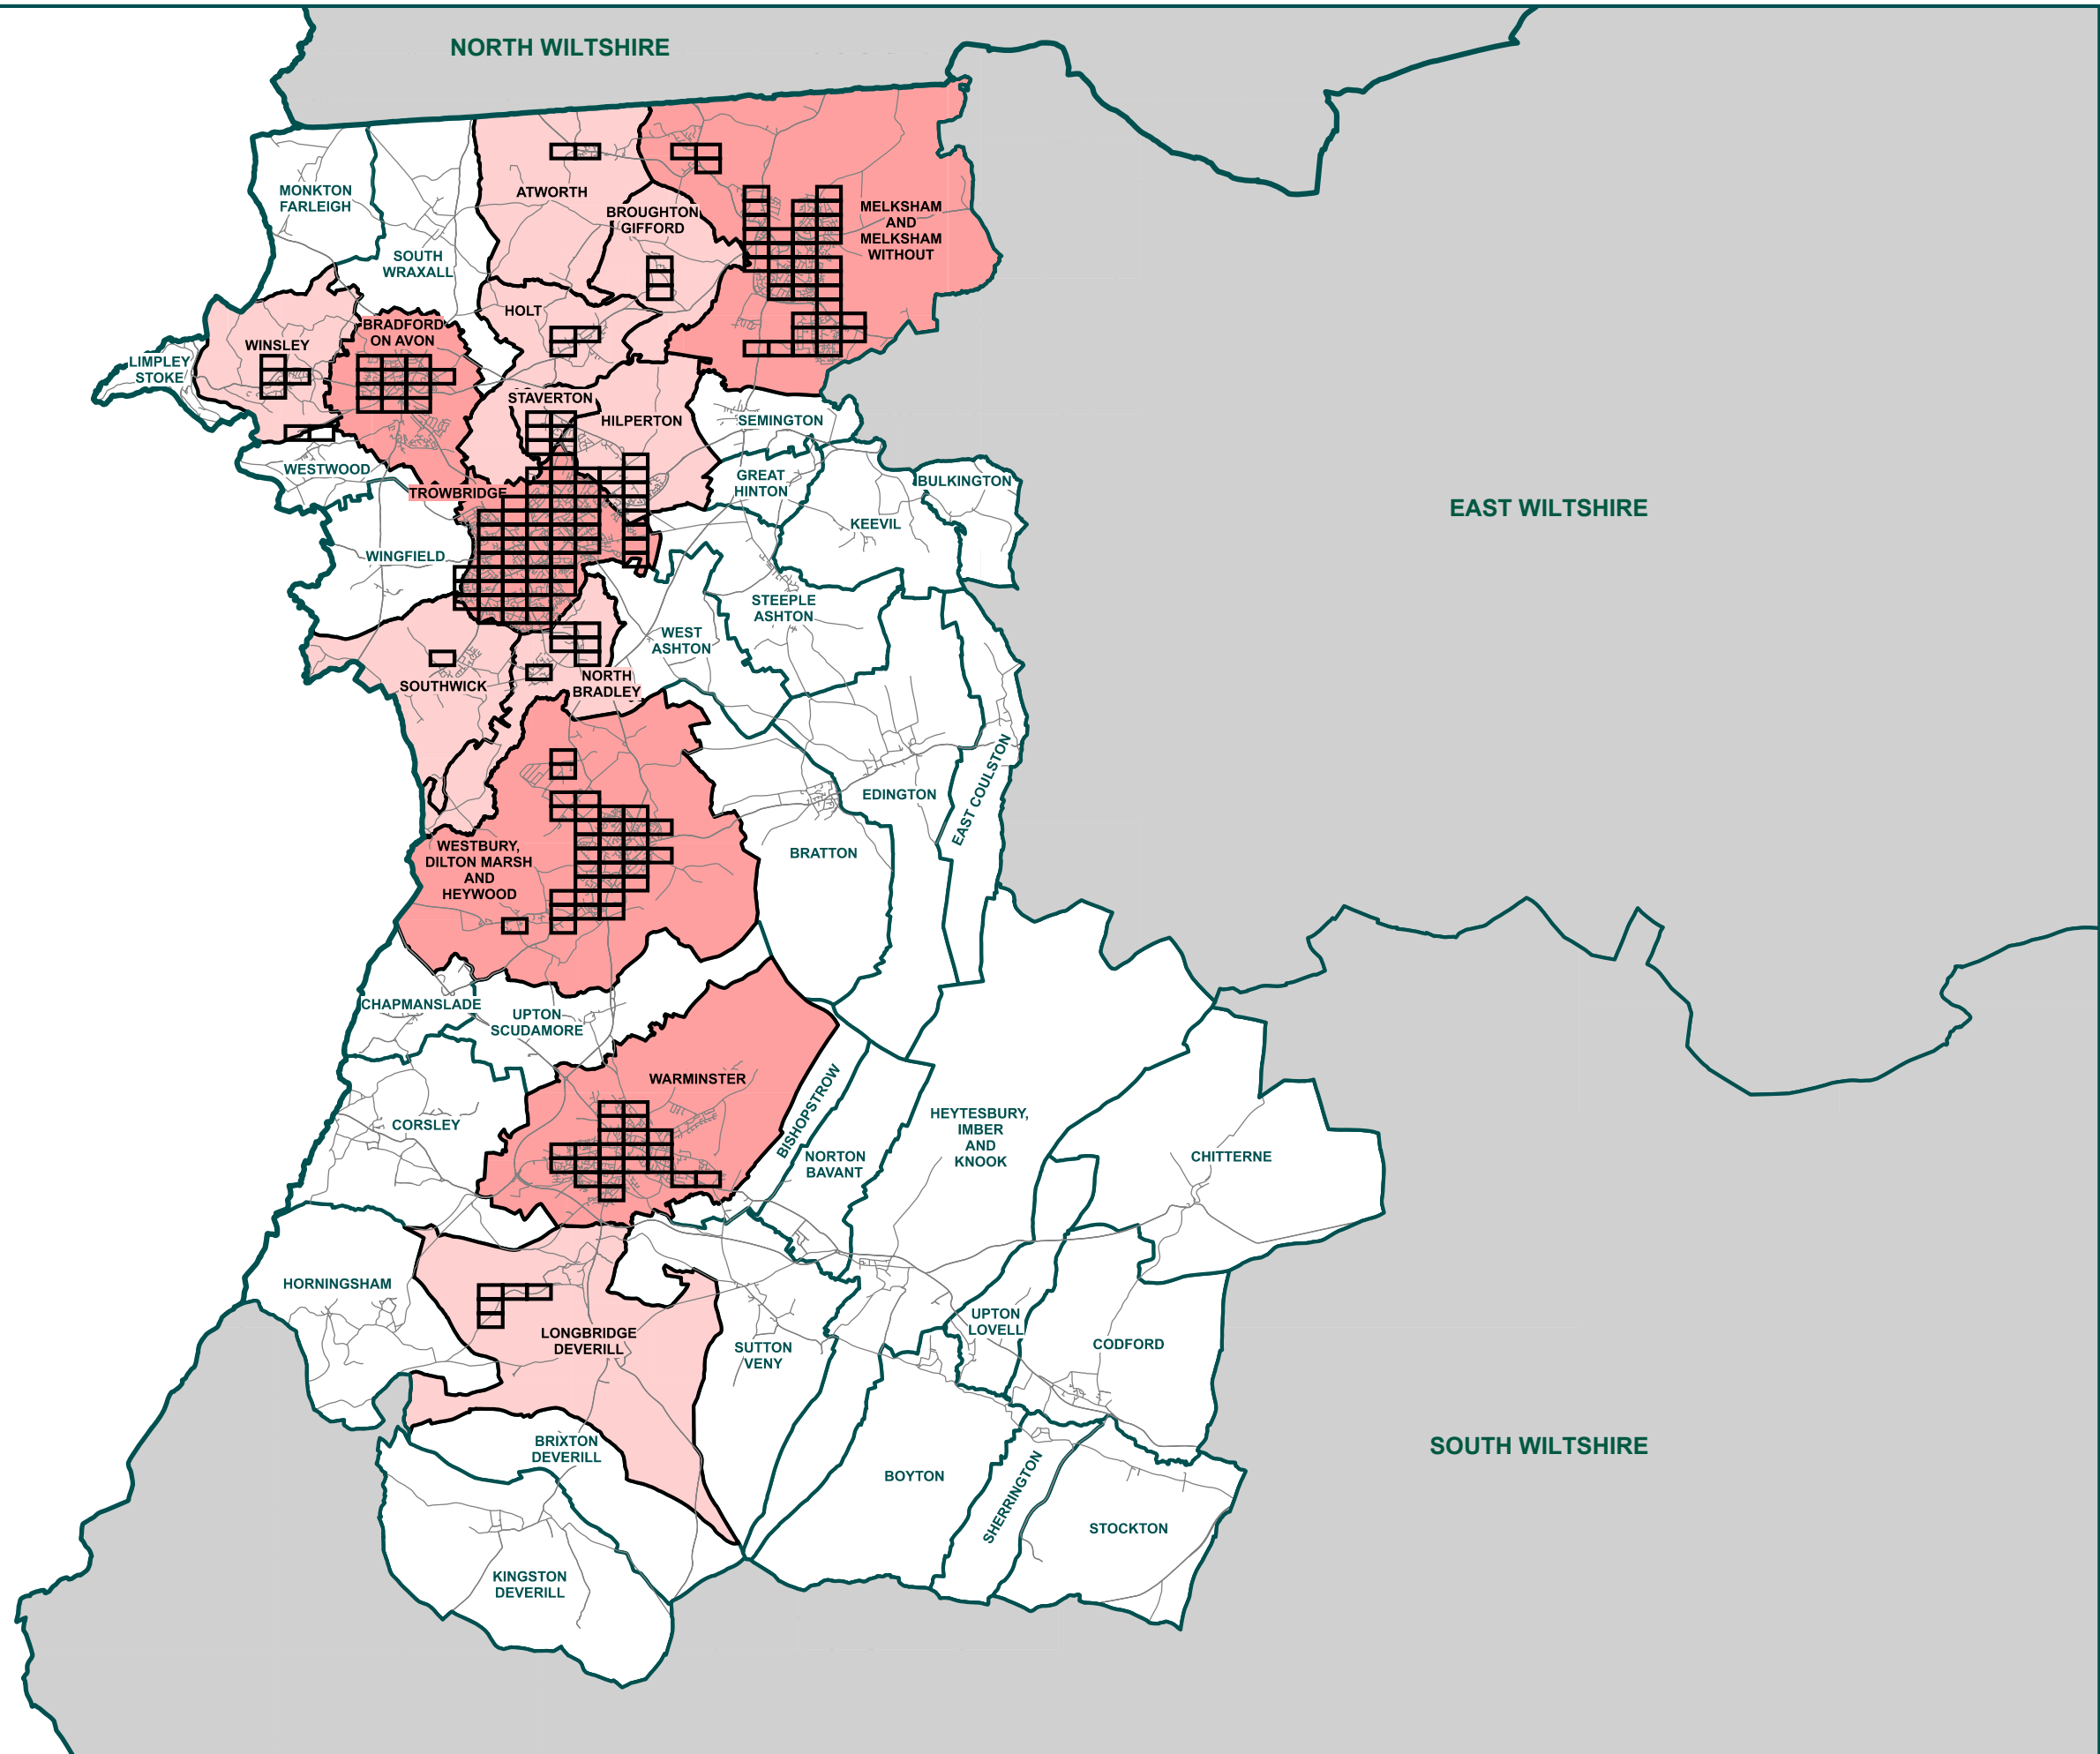 NORTH WILTSHIRE
MONKTON
FARLEIGH
ATWORTH
BROUGHTON
GIFFORD
MELKSHAM
AND
MELKSHAM
WITHOUT
SOUTH
WRAXALL
HOLT
BRADFORD
ON AVON
WINSLEY
LIMPLEY
STOKE
STAVERTON
HILPERTON
SEMINGTON
WESTWOOD
GREAT
HINTON
BULKINGTON
TROWBRIDGE
EAST WILTSHIRE
KEEVIL
WINGFIELD
STEEPLE
ASHTON
WEST
ASHTON
SOUTHWICK
NORTH
BRADLEY
EAST COULSTON
EDINGTON
WESTBURY,
DILTON MARSH
AND
HEYWOOD
BRATTON
CHAPMANSLADE
UPTON
SCUDAMORE
WARMINSTER
BISHOPSTROW
CORSLEY
HEYTESBURY,
IMBER
AND
KNOOK
NORTON
BAVANT
CHITTERNE
HORNINGSHAM
LONGBRIDGE
DEVERILL
SUTTON
VENY
UPTON
LOVELL
CODFORD
SOUTH WILTSHIRE
BRIXTON
DEVERILL
BOYTON
SHERRINGTON
STOCKTON
KINGSTON
DEVERILL